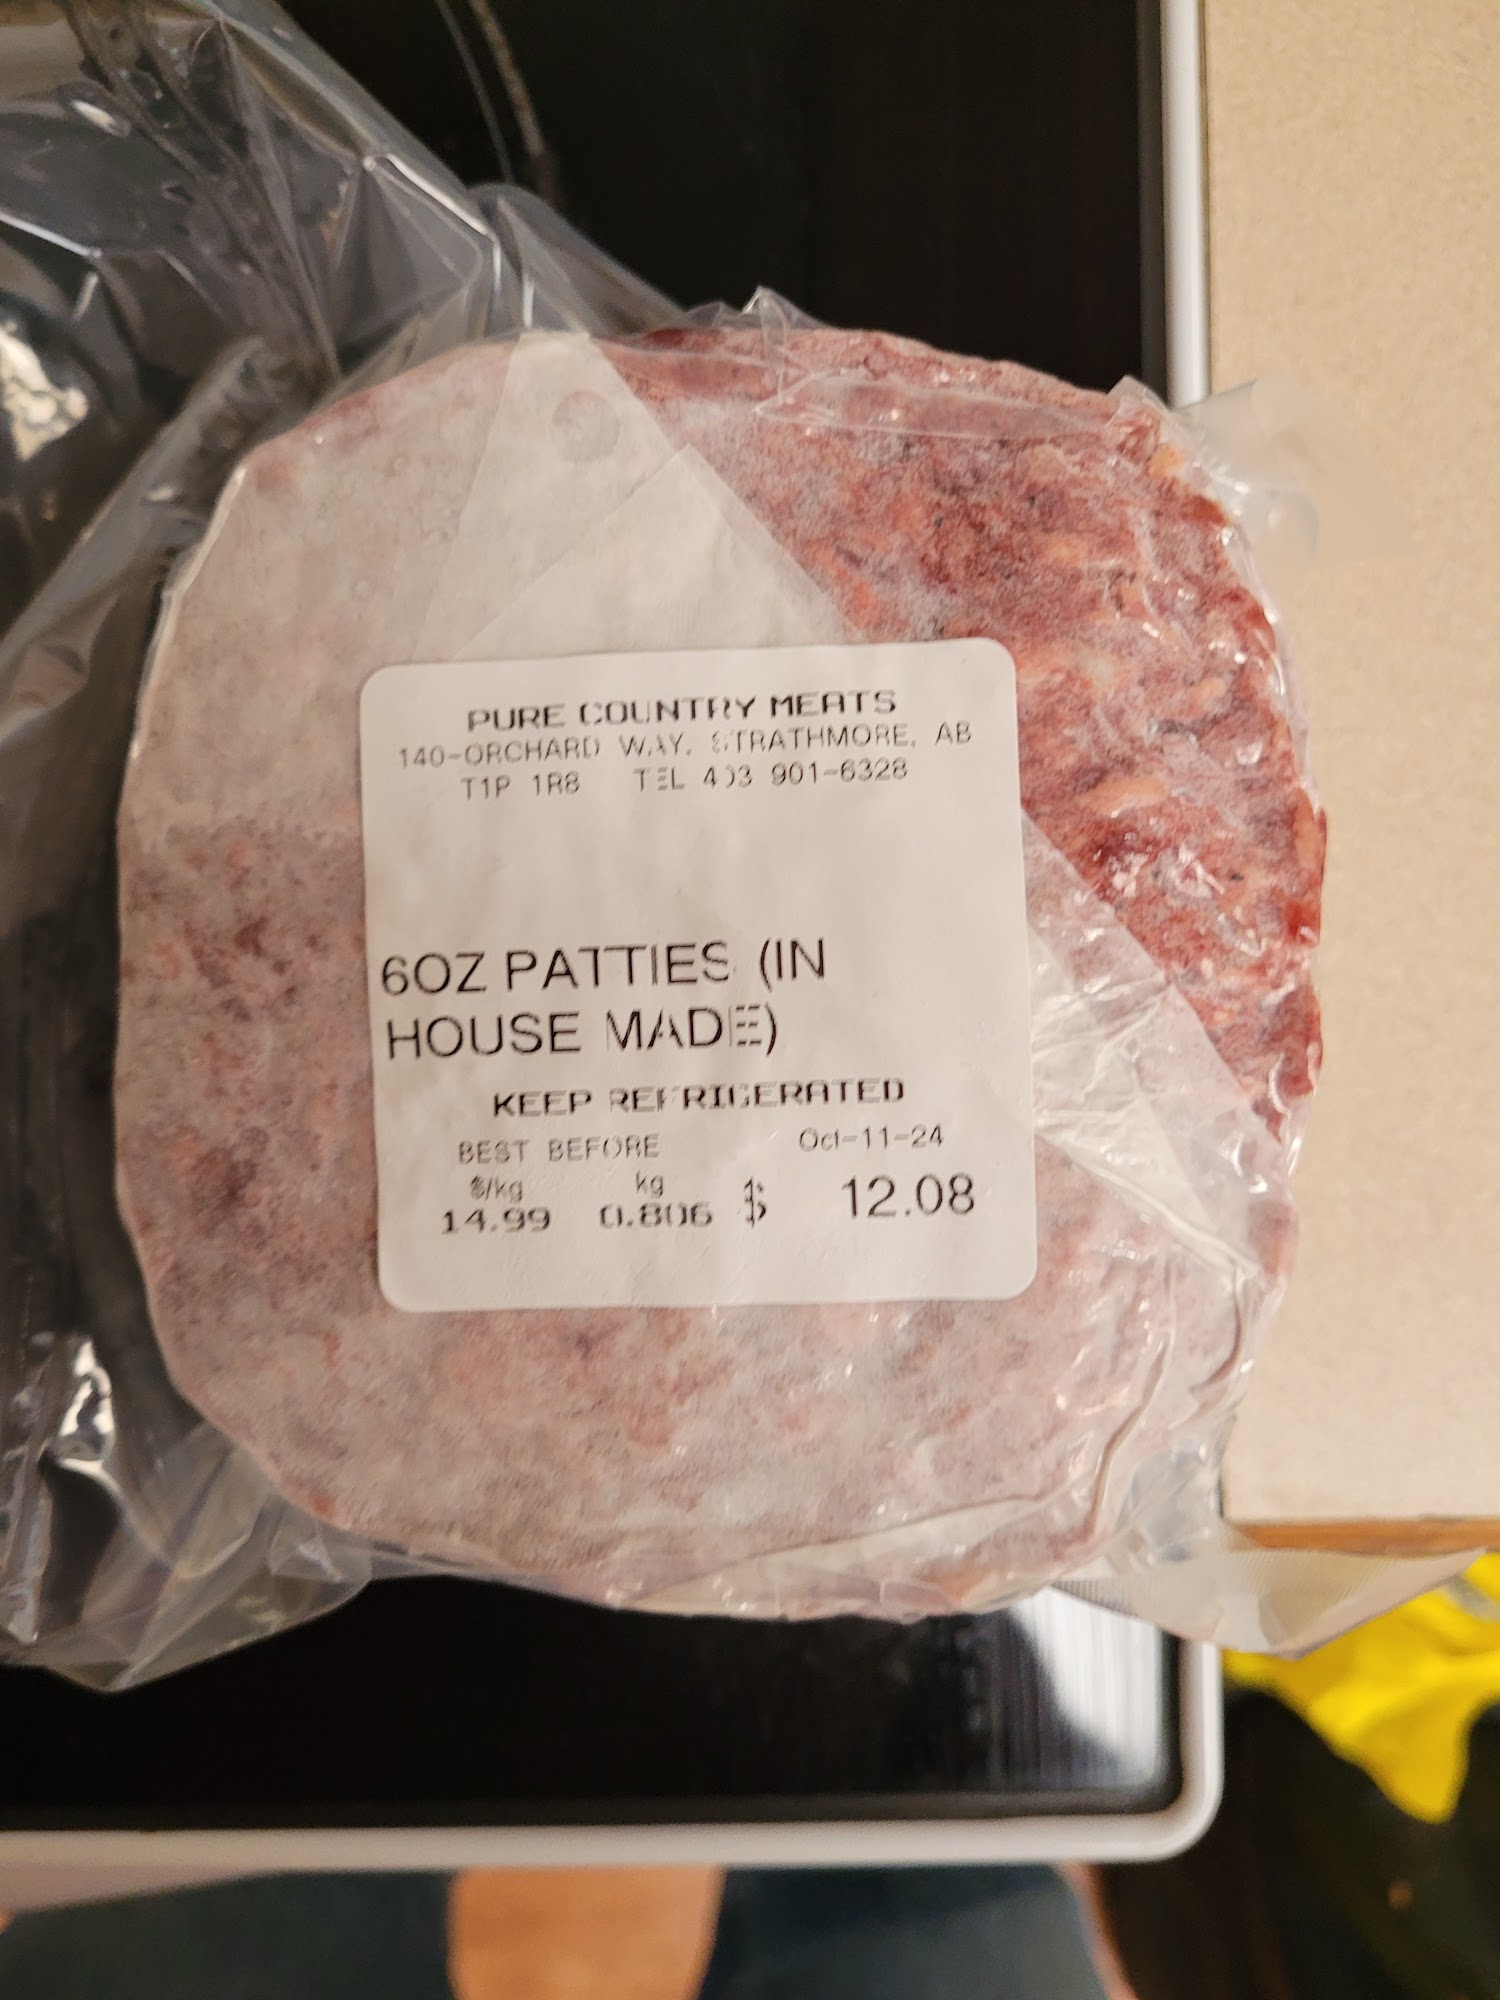 PURE COUNTRY MEATS
140-ORCHARD WAY, STRATHMORE, AB
T1P 1R8 TEL 403 901-6328
6OZ PATTIES (IN
HOUSE MADE)
KEEP REFRIGERATED
BEST BEFORE Oct-11-24
$/kg kg
14.99 0.806 $ 12.08